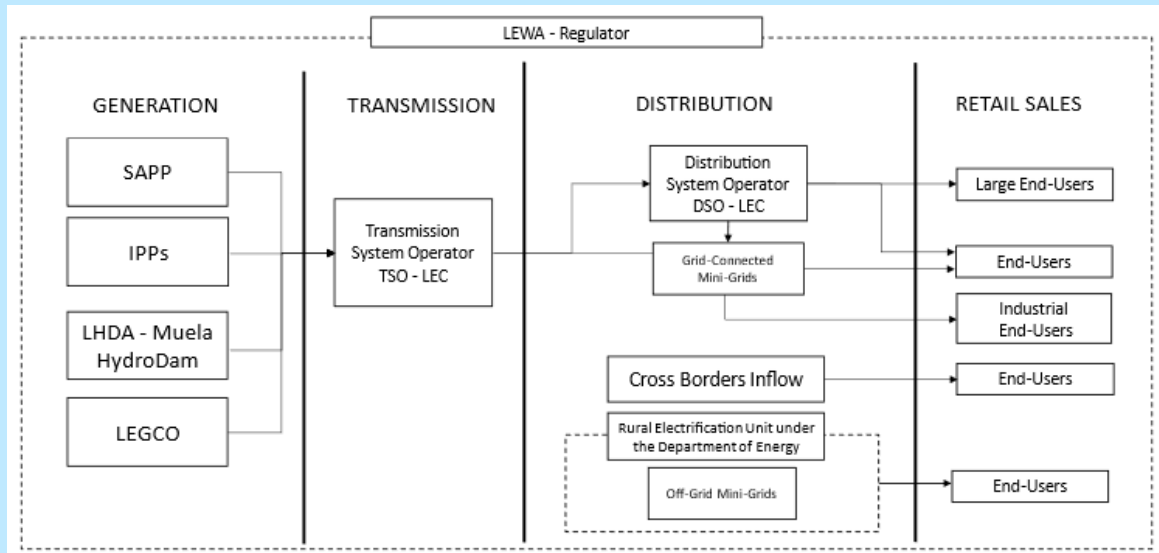 LEWA - Regulator
GENERATION
TRANSMISSION
DISTRIBUTION
RETAIL SALES
SAPP
IPPs
LHDA - Muela
HydroDam
LEGCO
Transmission
System Operator
TSO - LEC
Distribution
System Operator
DSO - LEC
Grid-Connected
Mini-Grids
Cross Borders Inflow
Rural Electrification Unit under
the Department of Energy
Off-Grid Mini-Grids
Large End-Users
End-Users
Industrial
End-Users
End-Users
End-Users